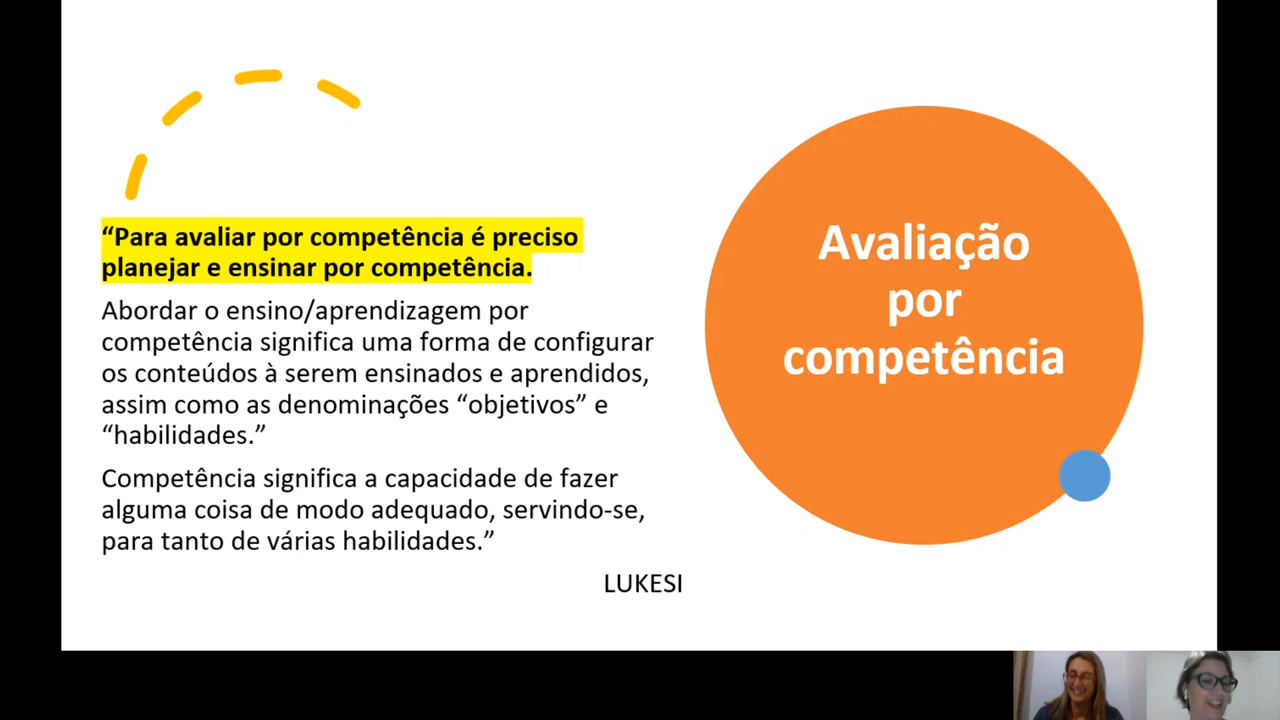 “Para avaliar por competência é preciso
planejar e ensinar por competência.
Abordar o ensino/aprendizagem por
competência significa uma forma de configurar
os conteúdos à serem ensinados e aprendidos,
assim como as denominações “objetivos” e
“habilidades.”
Competência significa a capacidade de fazer
alguma coisa de modo adequado, servindo-se,
para tanto de várias habilidades.”
LUKESI
Avaliação
por
competência